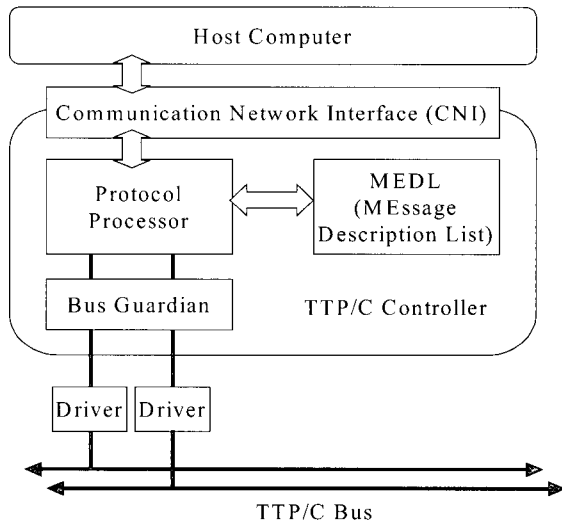 Host Computer
Communication Network Interface (CNI)
Protocol
Processor
MEDL
(MEssage
Description List)
Bus Guardian
TTP/C Controller
Driver
Driver
TTP/C Bus